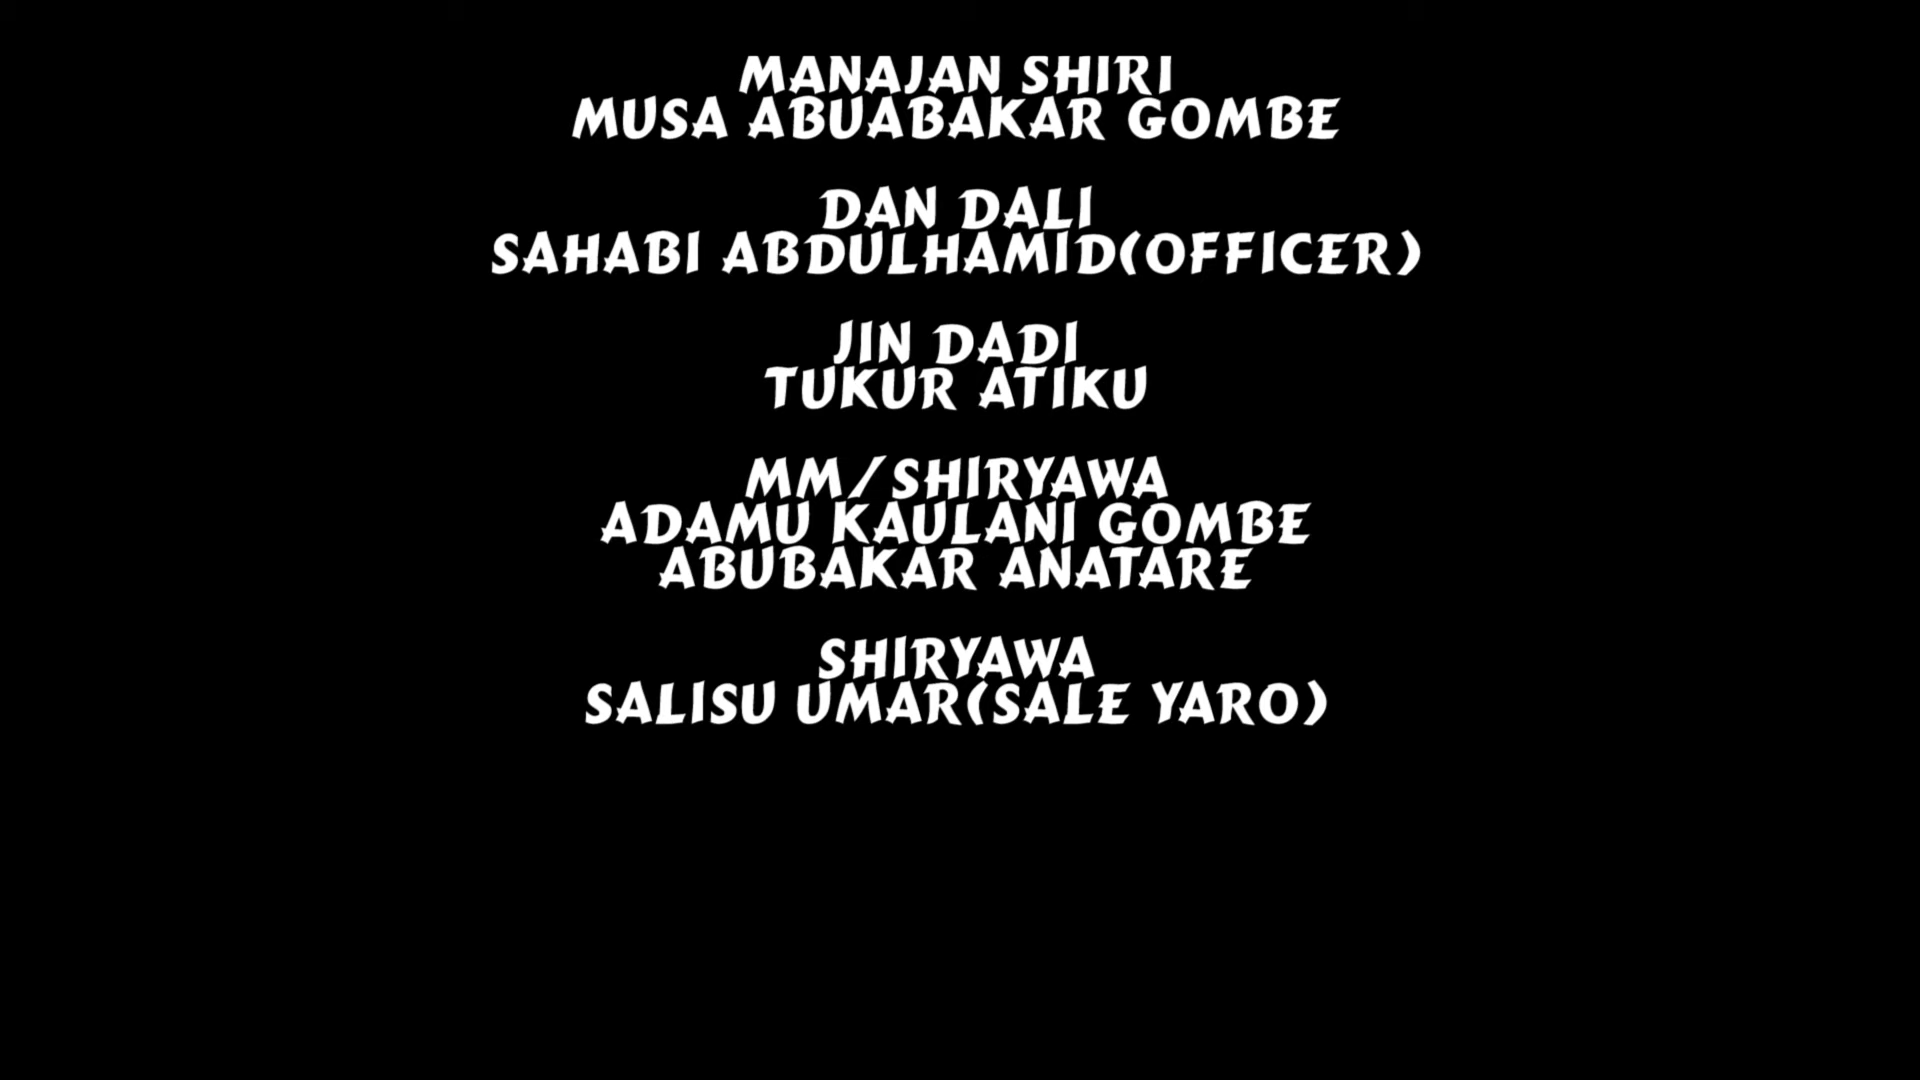 MANAJAN SHIRI
MUSA ABUABAKAR GOMBE
DAN DALI
SAHABI ABDULHAMID(OFFICER)
JIN DADI
TUKUR ATIKU
MM/SHIRYAWA
ADAMU KAULANI GOMBE
ABUBAKAR ANATARE
SHIRYAWA
SALISU UMAR(SALE YARO)